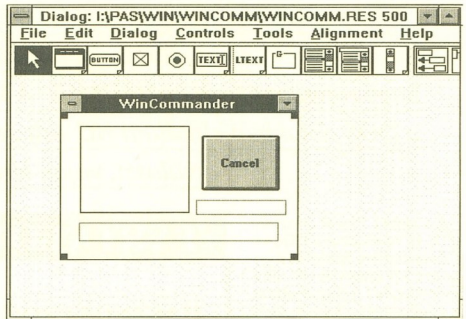 Dialog: I:\PAS\WIN\WINCOMM\WINCOMM.RES 500
File Edit Dialog Controls Tools Alignment Help
BUTTON TEXT LTEXT
WinCommander
Cancel